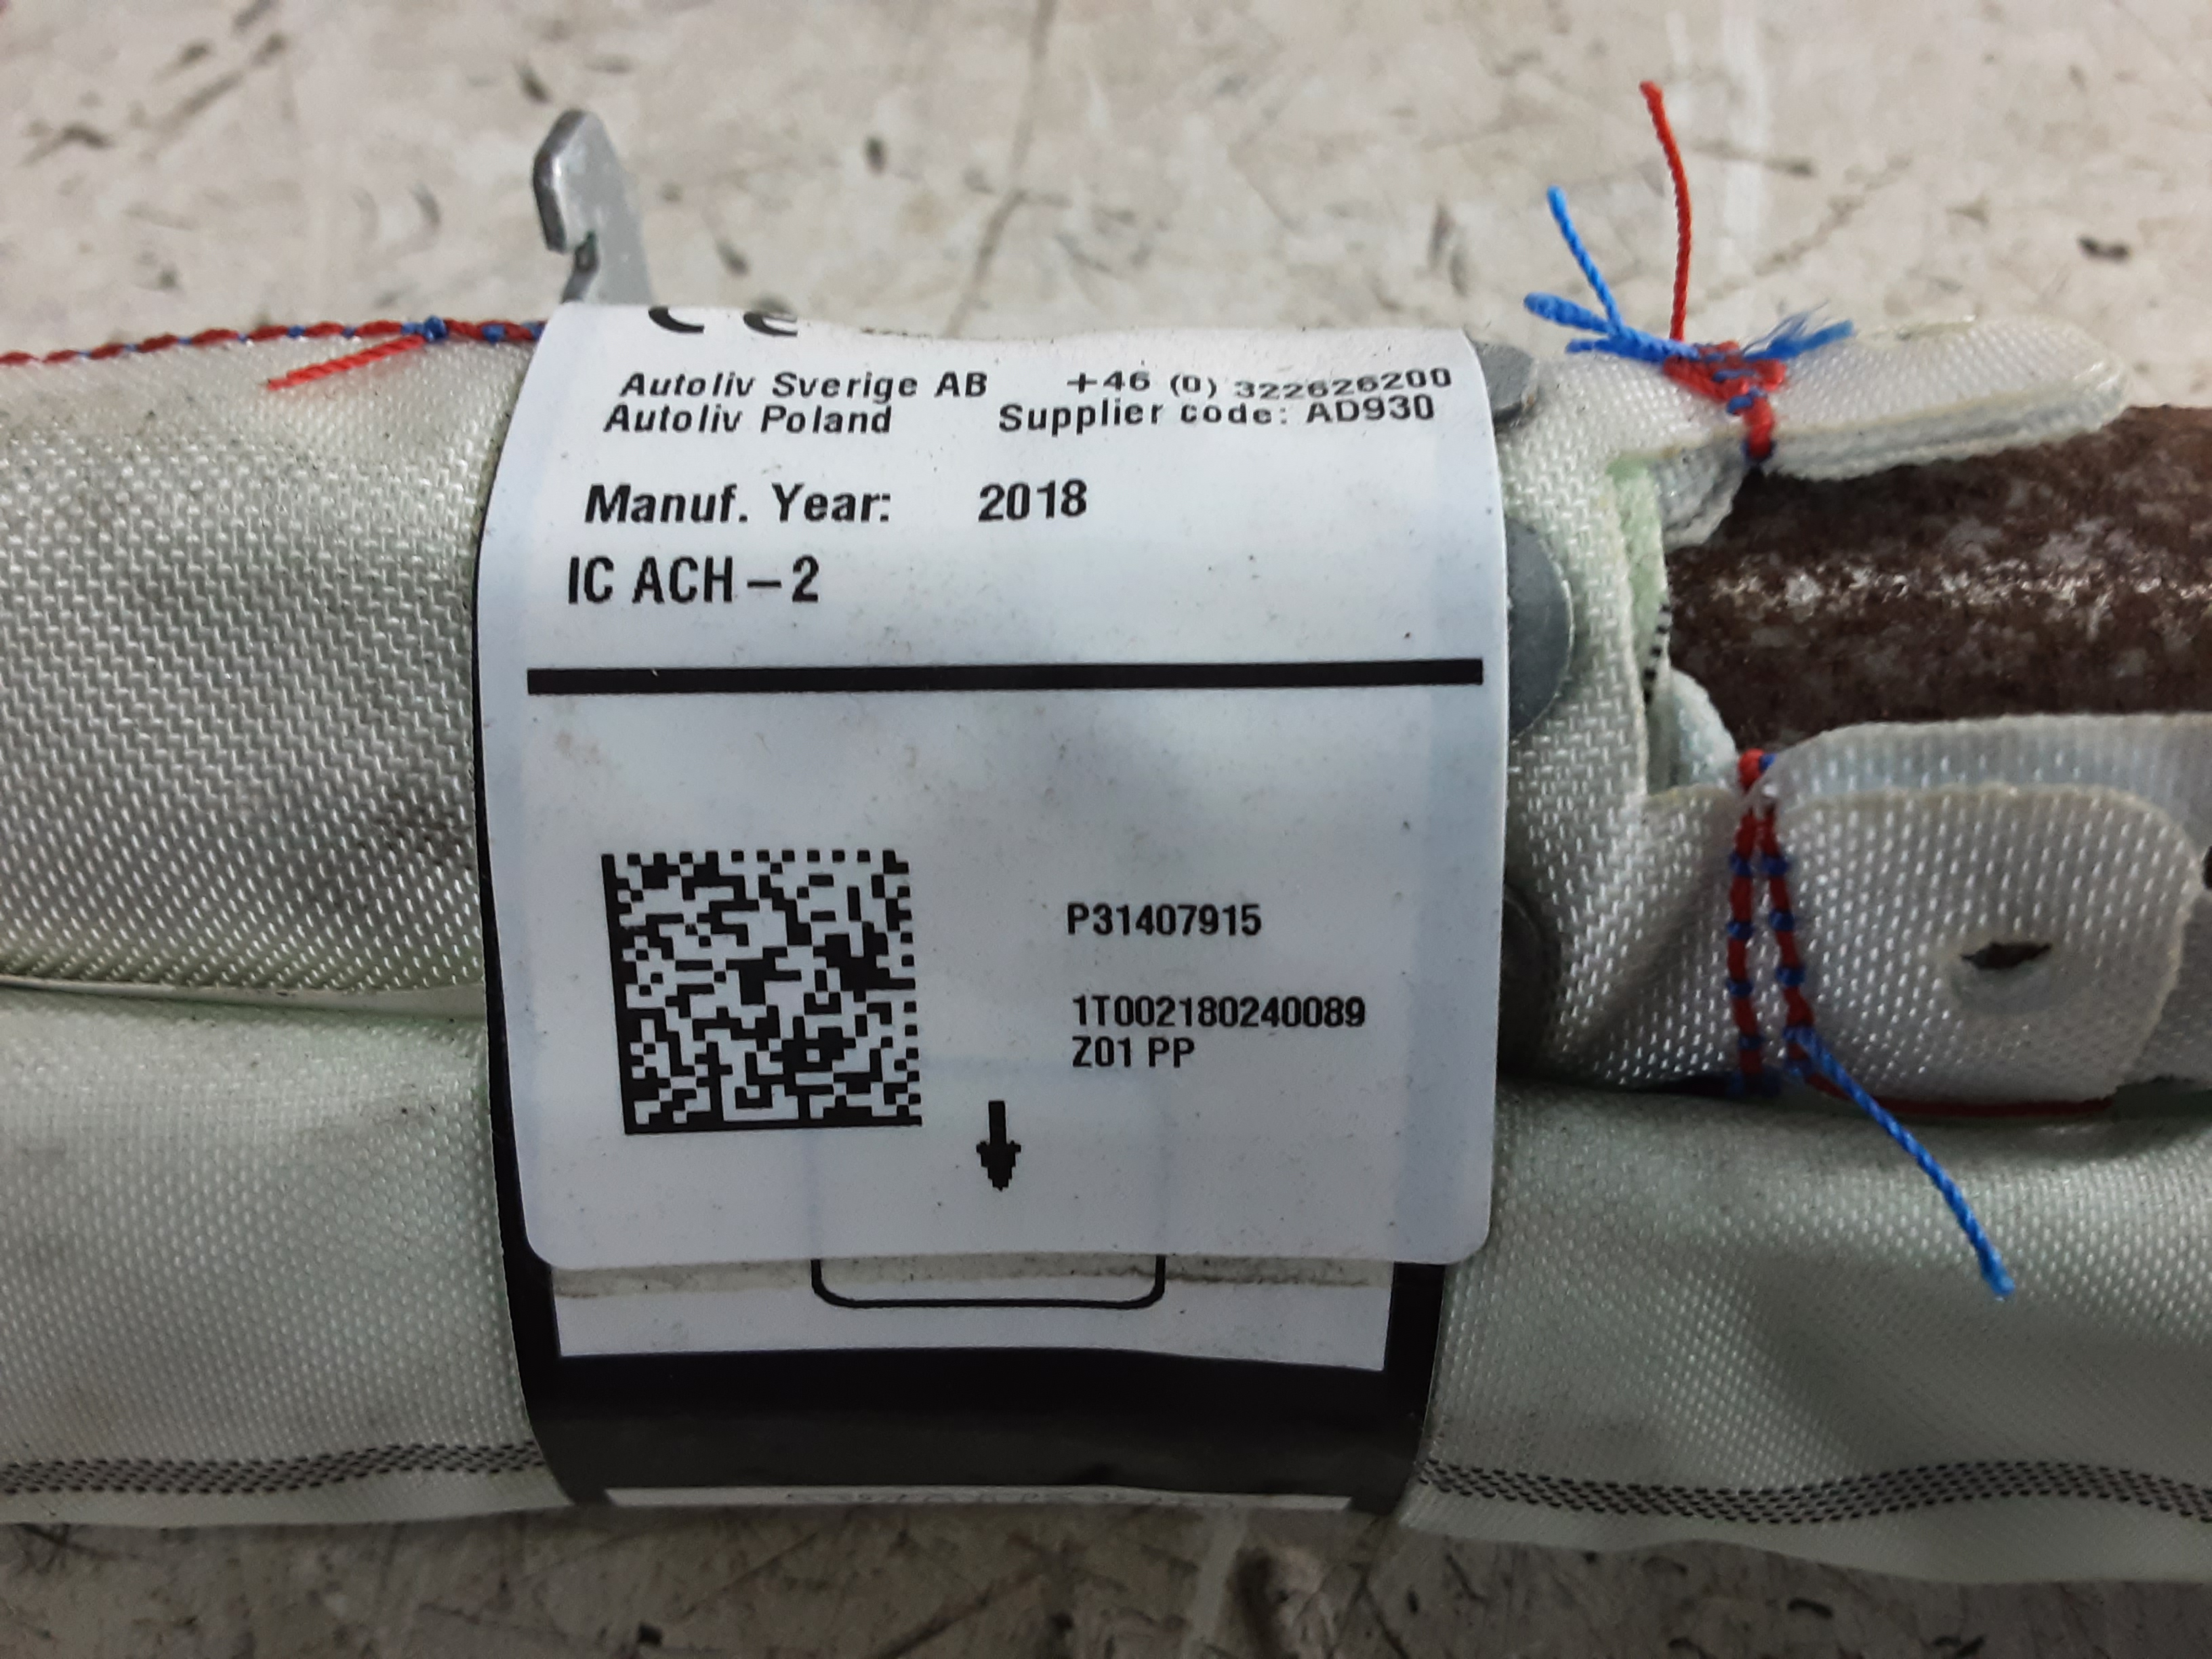 CE
Autoliv Sverige AB +46 (0) 322626200
Autoliv Poland Supplier code: AD930
Manuf. Year: 2018
IC ACH-2
P31407915
1T002180240089
Z01 PP